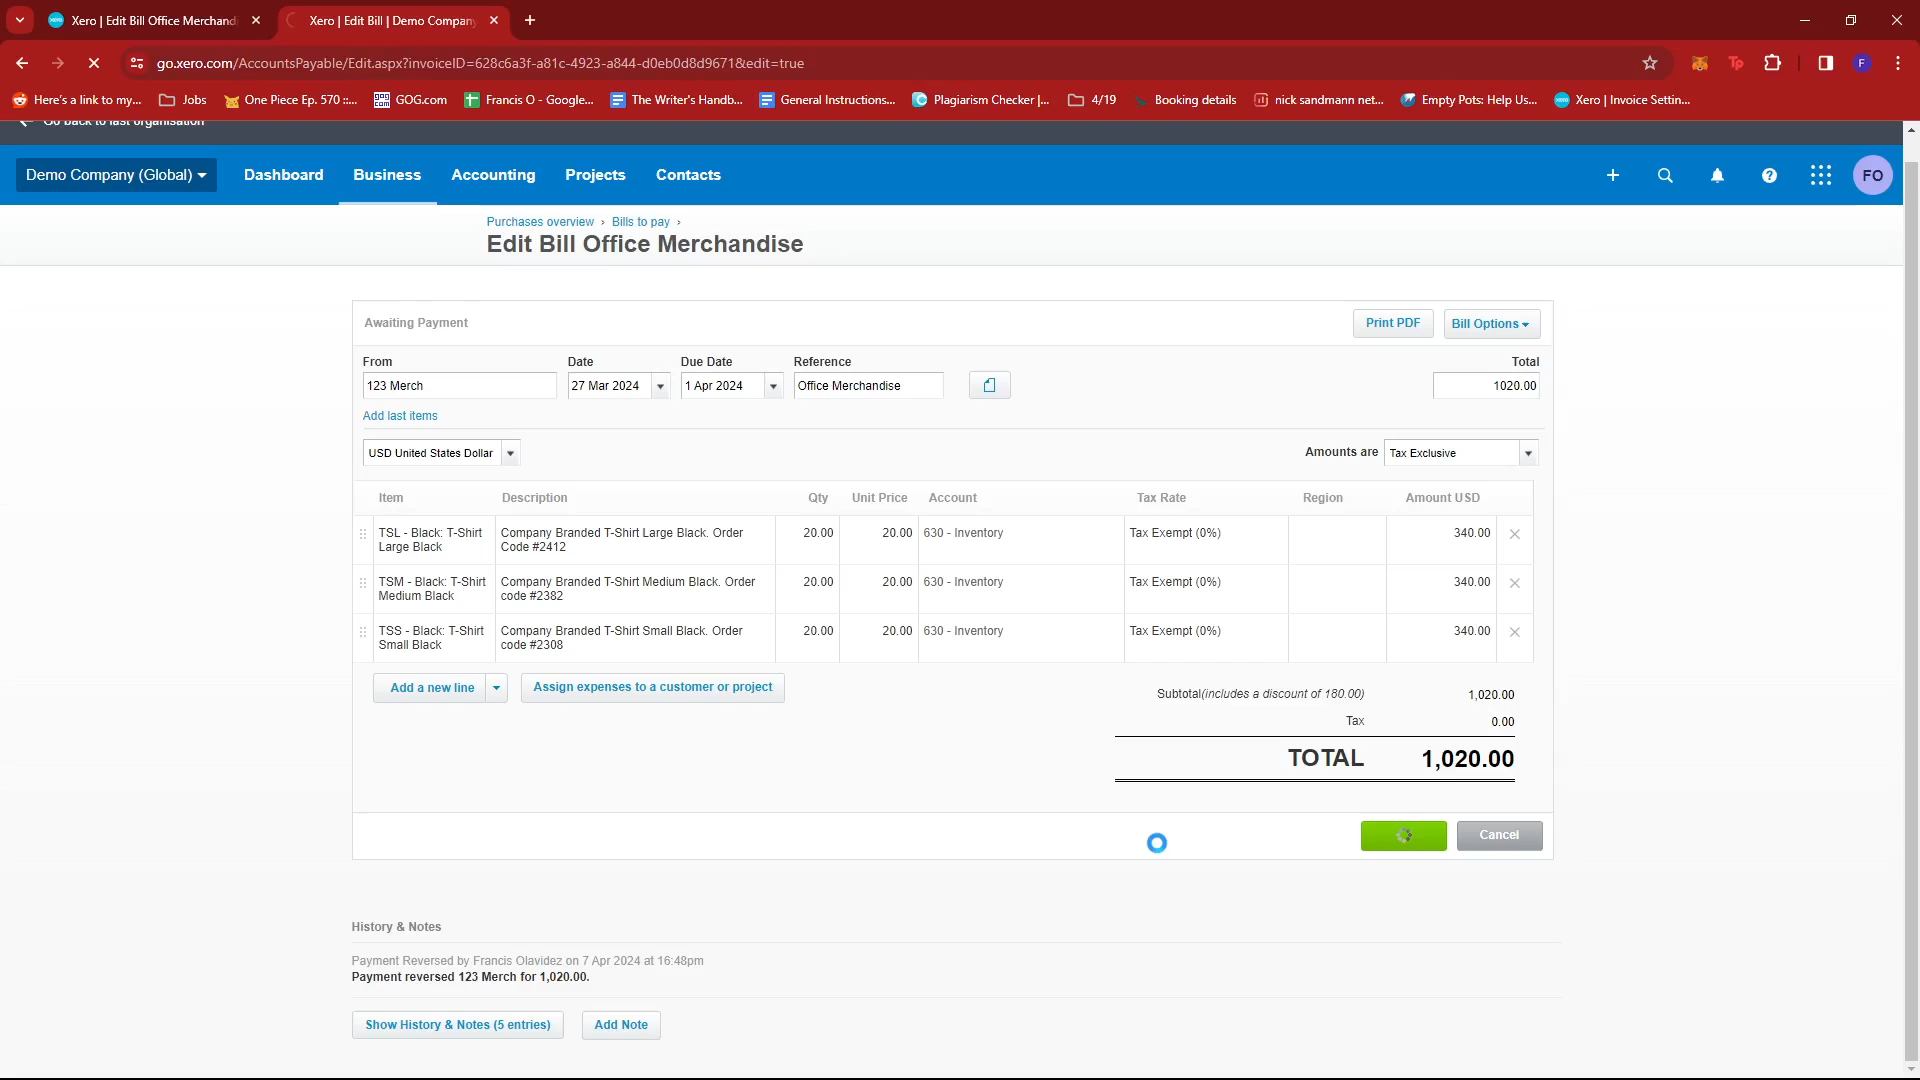 Xero | Edit Bill Office Merchandi
Xero | Edit Bill | Demo Company
go.xero.com/AccountsPayable/Edit.aspx?invoiceID=628c6a3f-a81c-4923-a844-d0eb0d8d9671&edit=true
Here's a link to my... Jobs One Piece Ep. 570 ::... GOG.com Francis O - Google... The Writer's Handb... General Instructions... Plagiarism Checker |... 4/19 Booking details nick sandmann net... Empty Pots: Help Us... Xero | Invoice Settin...
Go back to last organisation
Demo Company (Global) Dashboard Business Accounting Projects Contacts FO
Purchases overview › Bills to pay ›
Edit Bill Office Merchandise
Awaiting Payment Print PDF Bill Options
From Date Due Date Reference Total
123 Merch 27 Mar 2024 1 Apr 2024 Office Merchandise 1020.00
Add last items
USD United States Dollar Amounts are Tax Exclusive
Item Description Qty Unit Price Account Tax Rate Region Amount USD
TSL - Black: T-Shirt Company Branded T-Shirt Large Black. Order 20.00 20.00 630 - Inventory Tax Exempt (0%) 340.00
Large Black Code #2412
TSM - Black: T-Shirt Company Branded T-Shirt Medium Black. Order 20.00 20.00 630 - Inventory Tax Exempt (0%) 340.00
Medium Black code #2382
TSS - Black: T-Shirt Company Branded T-Shirt Small Black. Order 20.00 20.00 630 - Inventory Tax Exempt (0%) 340.00
Small Black code #2308
Add a new line Assign expenses to a customer or project
Subtotal(includes a discount of 180.00) 1,020.00
Tax 0.00
TOTAL 1,020.00
Cancel
History & Notes
Payment Reversed by Francis Olavidez on 7 Apr 2024 at 16:48pm
Payment reversed 123 Merch for 1,020.00.
Show History & Notes (5 entries) Add Note